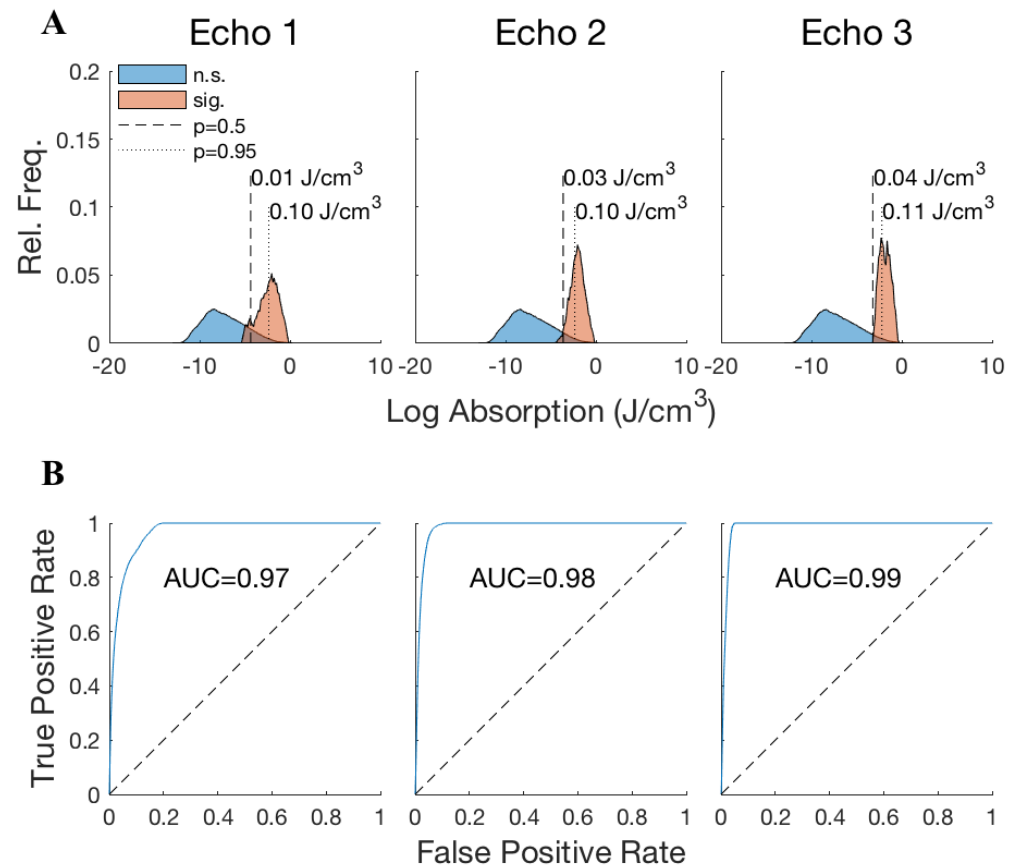 A
Echo 1
Echo 2
Echo 3
n.s.
sig.
p=0.5
p=0.95
0.01 J/cm³
0.10 J/cm³
0.03 J/cm³
0.10 J/cm³
0.04 J/cm³
0.11 J/cm³
Rel. Freq.
0.2
0.15
0.1
0.05
0
-20 -10 0 10
-20 -10 0 10
-20 -10 0 10
Log Absorption (J/cm³)
B
True Positive Rate
1
0.8
0.6
0.4
0.2
0
AUC=0.97
AUC=0.98
AUC=0.99
0 0.2 0.4 0.6 0.8 1
0 0.2 0.4 0.6 0.8 1
0 0.2 0.4 0.6 0.8 1
False Positive Rate